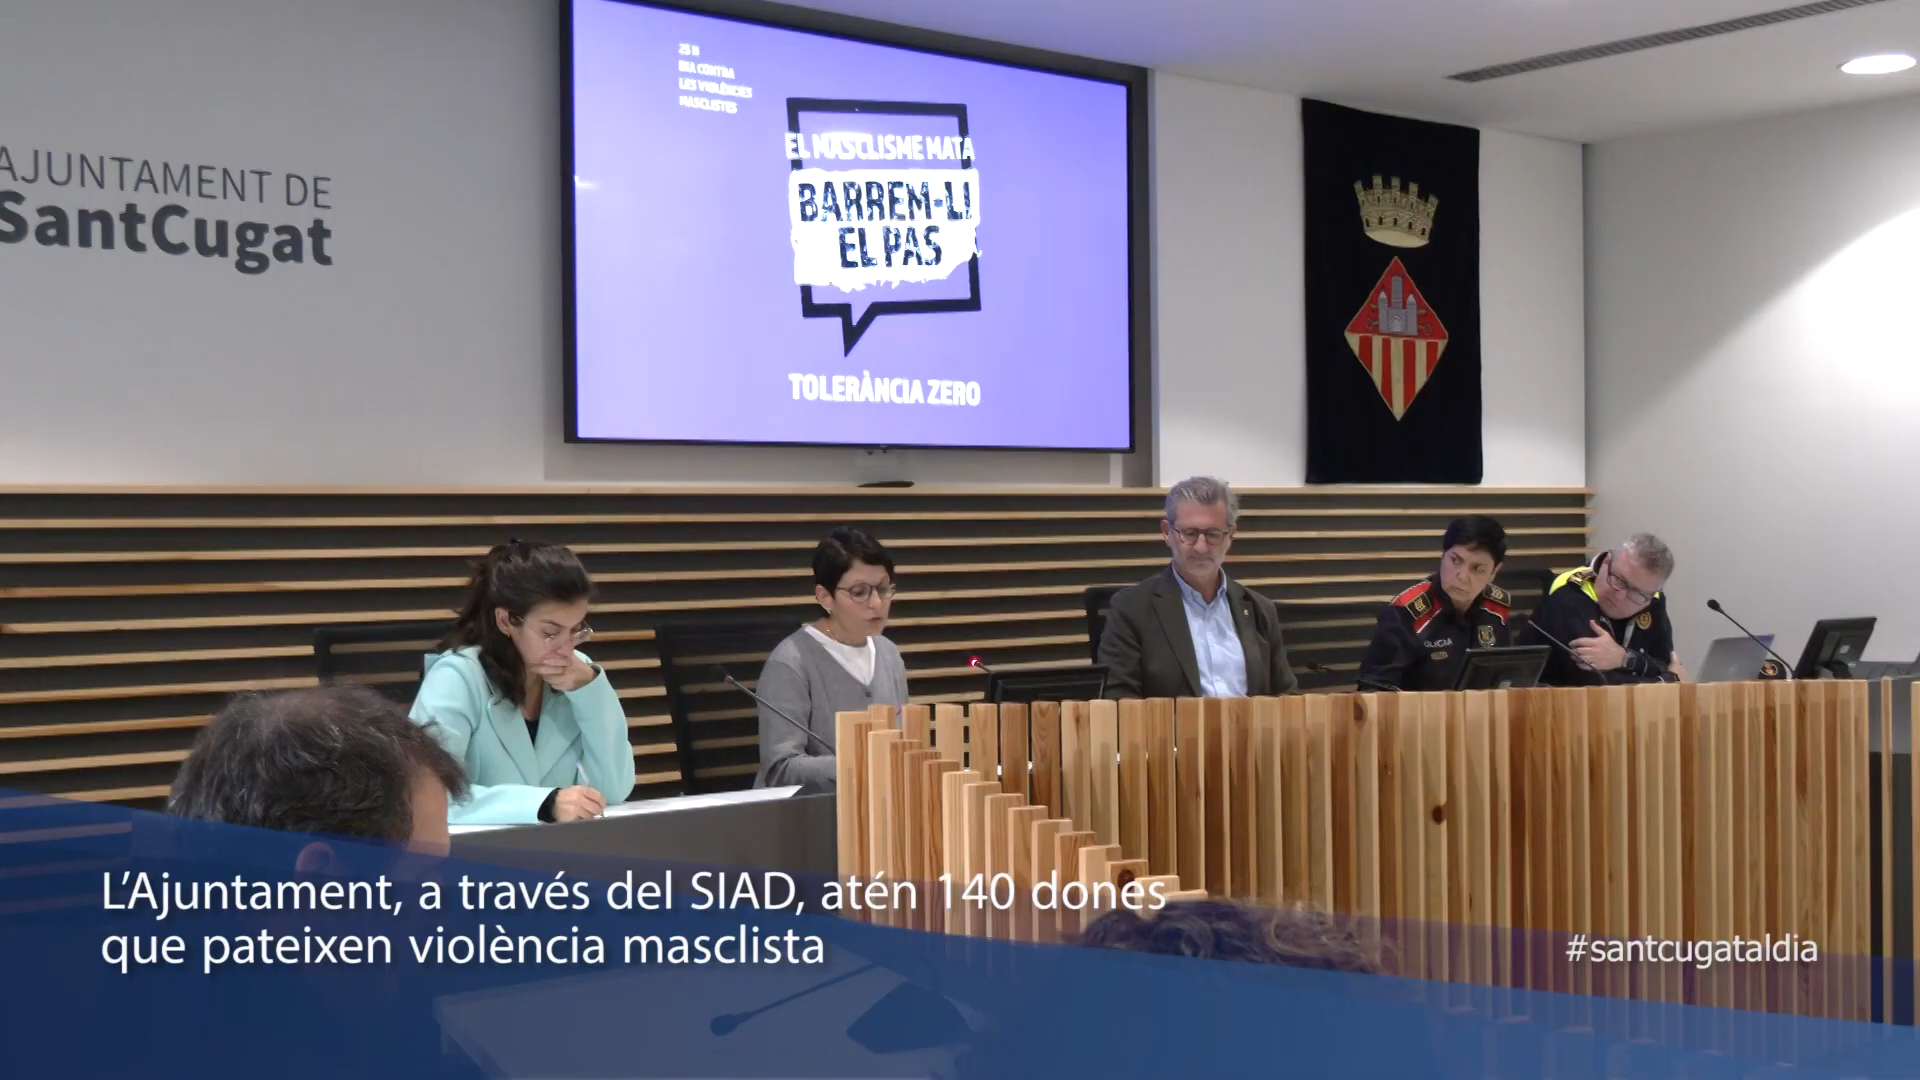 AJUNTAMENT DE
SantCugat
25 N
DIA CONTRA
LES VIOLÈNCIES
MASCLISTES
EL MASCLISME MATA
BARREM-LI
EL PAS
TOLERÀNCIA ZERO
POLICIA
L'Ajuntament, a través del SIAD, atén 140 dones
que pateixen violència masclista
#santcugataldia